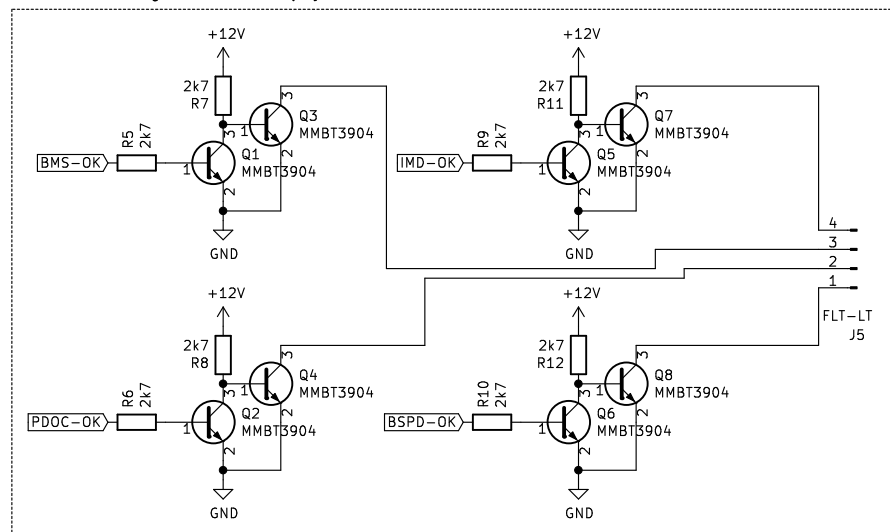 +12V
2k7
R7
3
Q3
MMBT3904
1
2
R5
2k7
BMS-OK
1
3
Q1
MMBT3904
2
GND
+12V
2k7
R11
3
Q7
MMBT3904
1
2
R9
2k7
IMD-OK
1
3
Q5
MMBT3904
2
GND
4
3
2
1
FLT-LT
J5
+12V
2k7
R8
3
Q4
MMBT3904
1
2
R6
2k7
PDOC-OK
1
3
Q2
MMBT3904
2
GND
+12V
2k7
R12
3
Q8
MMBT3904
1
2
R10
2k7
BSPD-OK
1
3
Q6
MMBT3904
2
GND